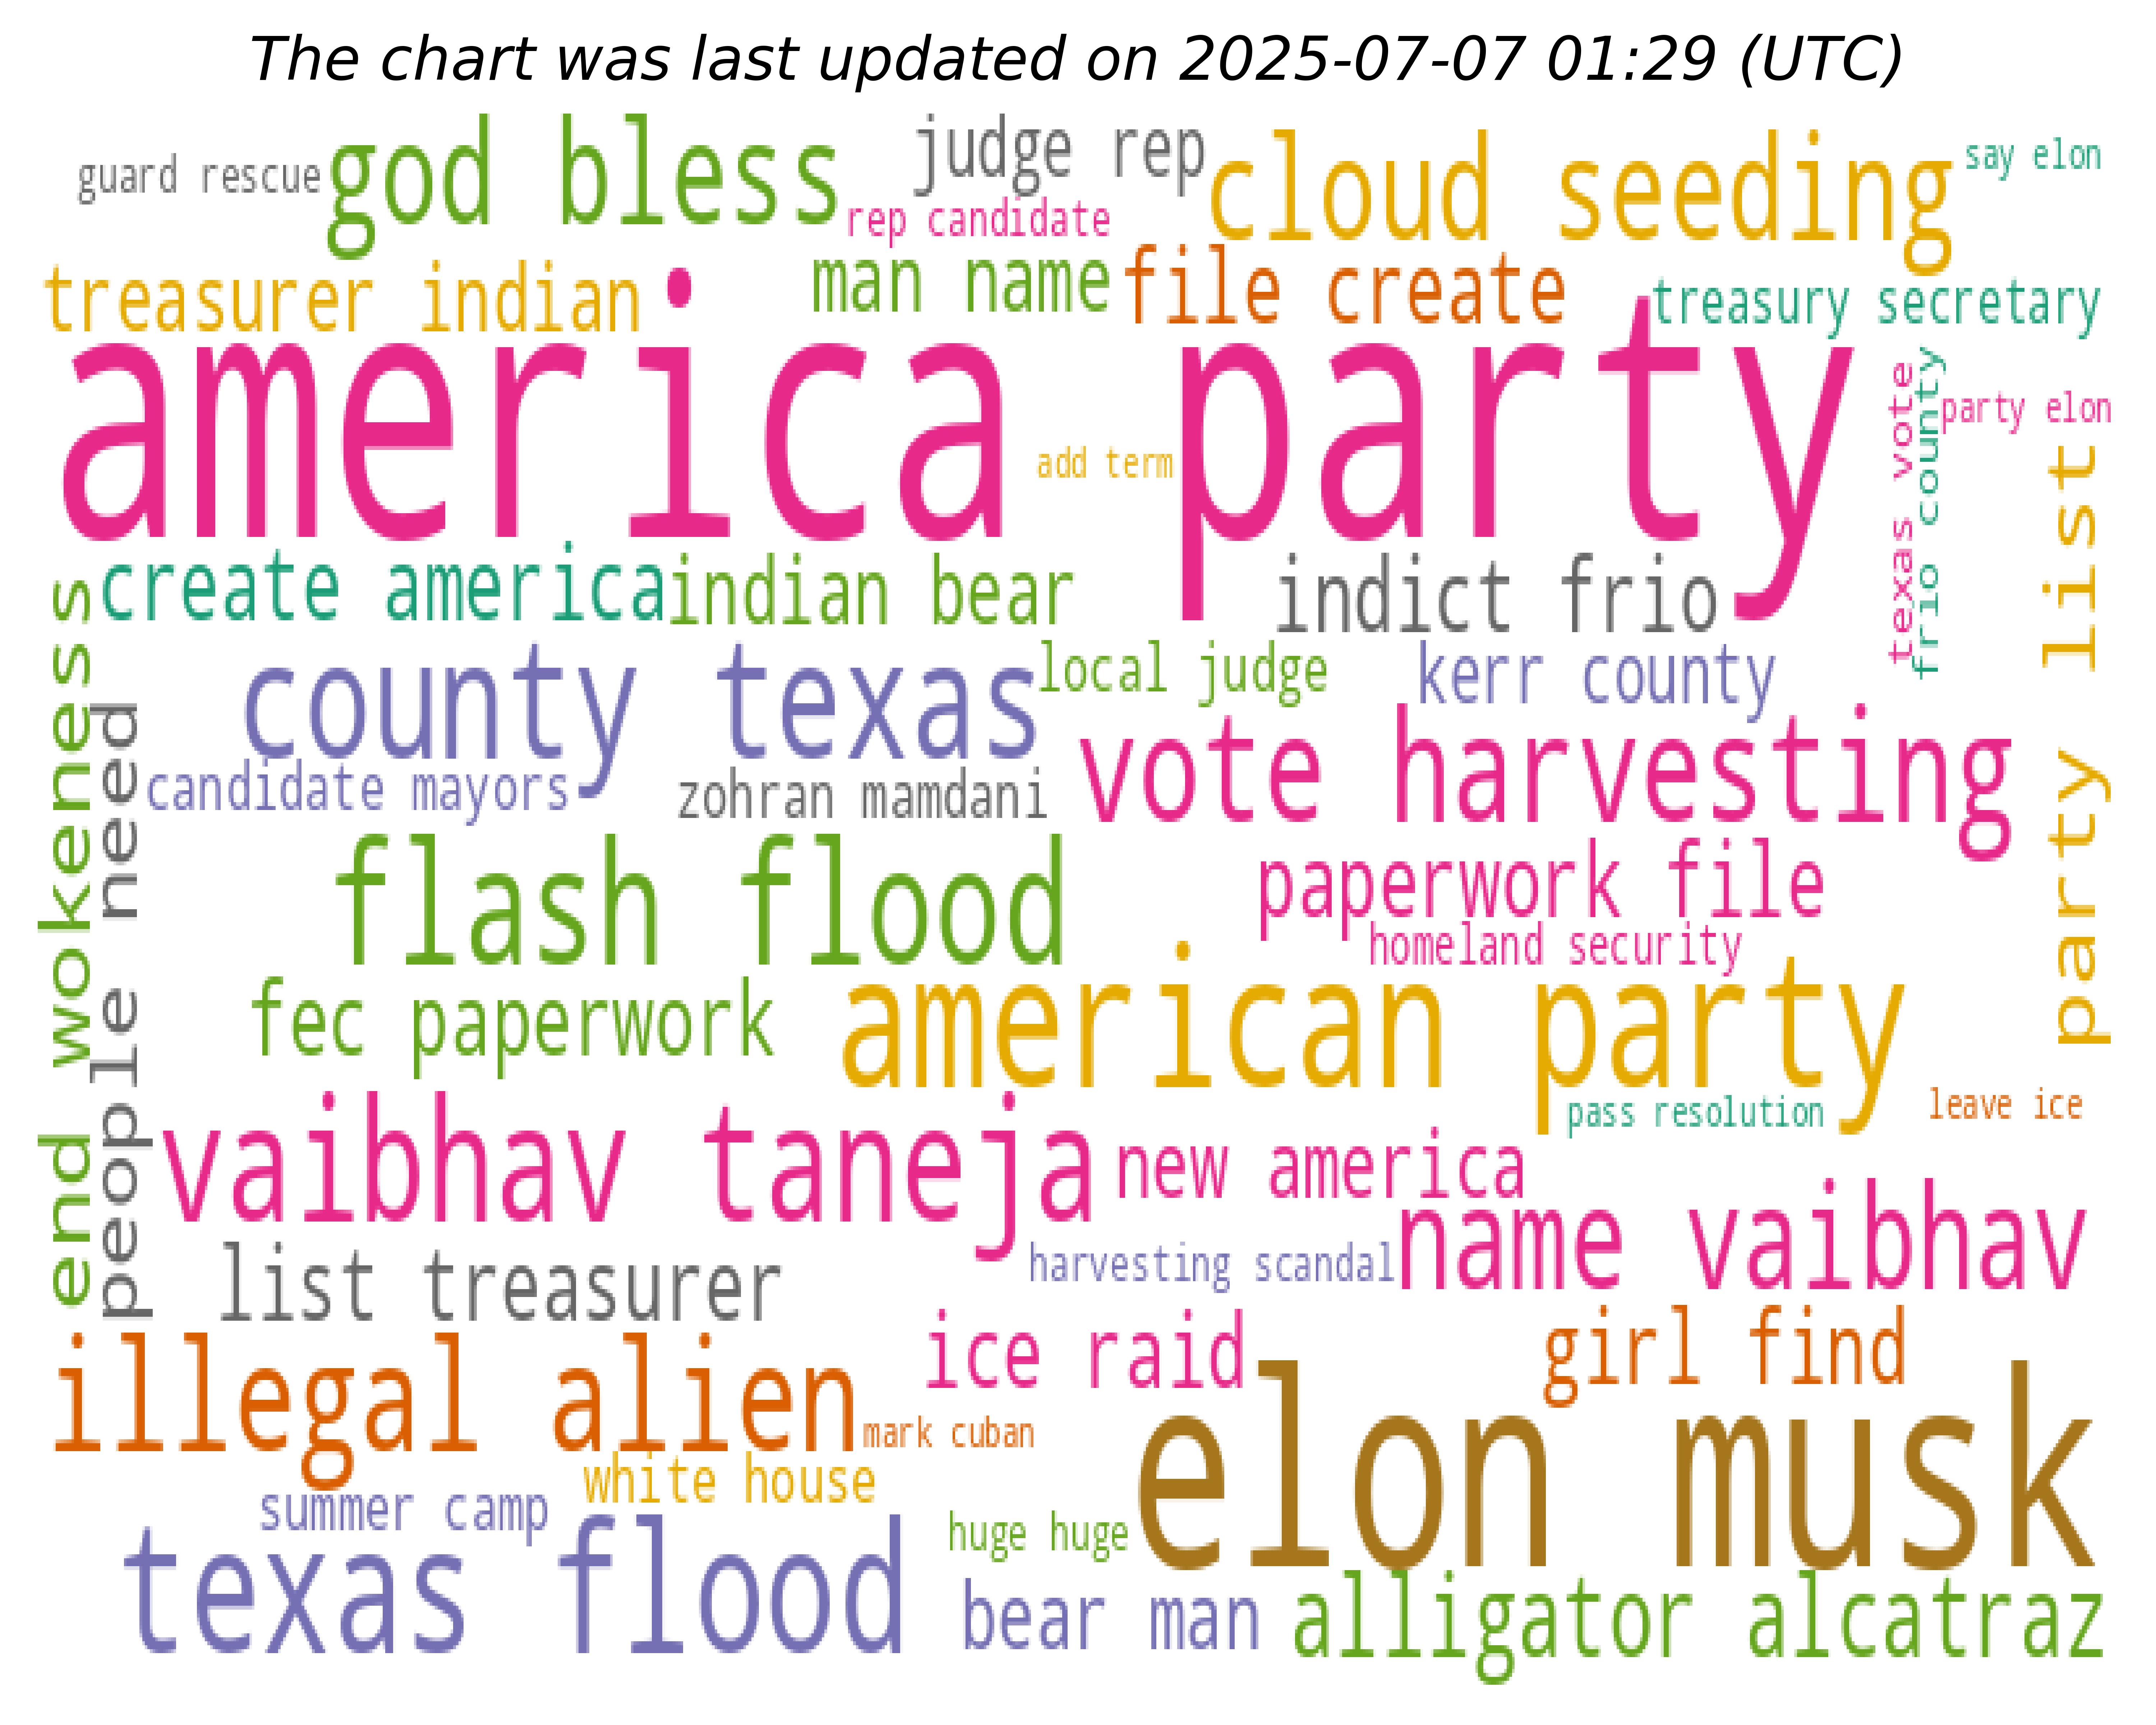 The chart was last updated on 2025-07-07 01:29 (UTC)
guard rescue
god bless
judge rep
rep candidate
cloud seeding
say elon
treasurer indian
man name
file create
treasury secretary
america party
add term
texas vote
frio county
party elon
party list
create america
indian bear
indict frio
end wokeness
people need
county texas
local judge
kerr county
candidate mayors
zohran mamdani
vote harvesting
flash flood
paperwork file
homeland security
fec paperwork
american party
pass resolution
leave ice
vaibhav taneja
new america
name vaibhav
list treasurer
harvesting scandal
illegal alien
ice raid
girl find
mark cuban
elon musk
white house
summer camp
huge huge
texas flood
bear man
alligator alcatraz